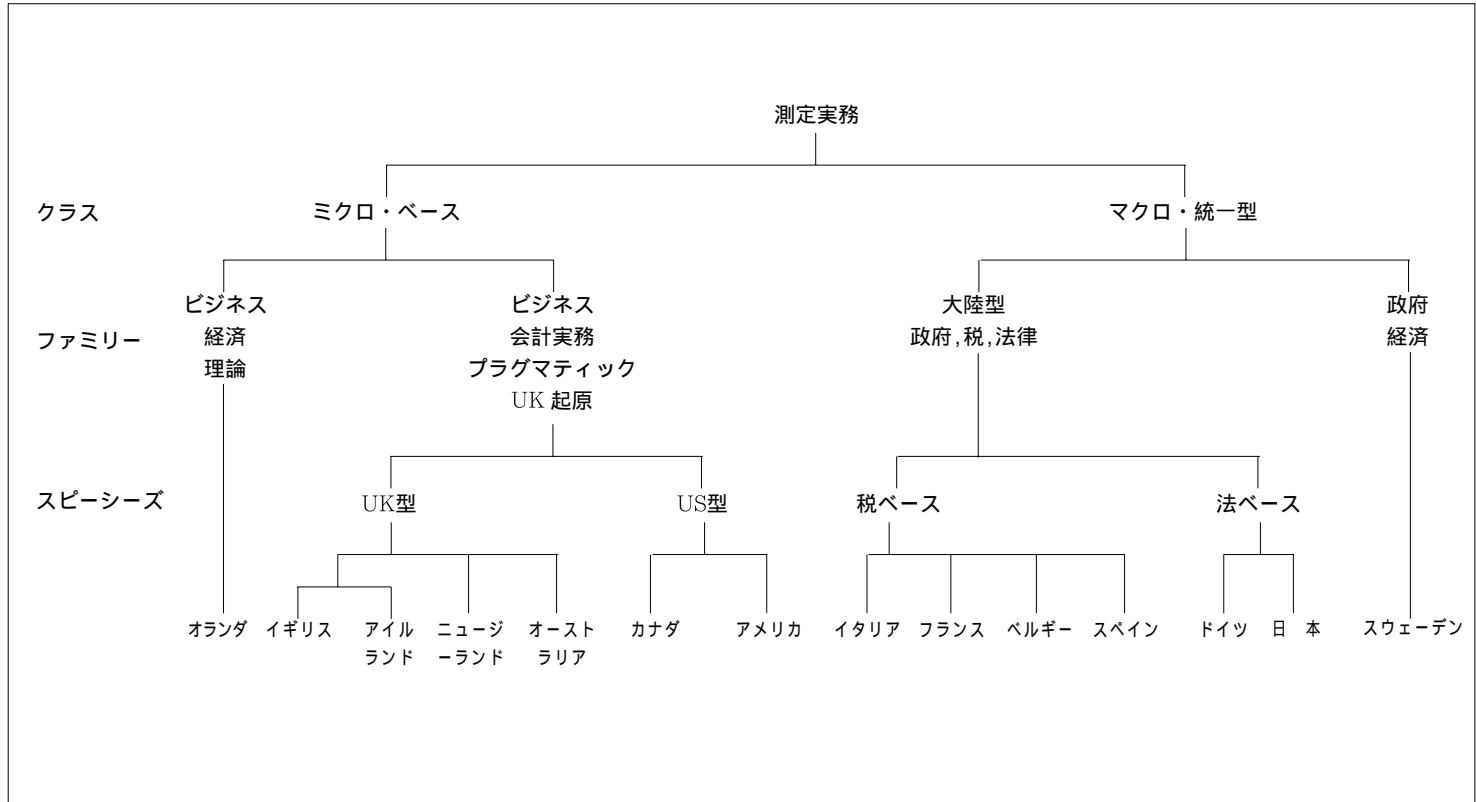 測定実務
クラス
ミクロ・ベース
マクロ・統一型
ファミリー
ビジネス
経済
理論
ビジネス
会計実務
プラグマティック
UK 起原
大陸型
政府,税,法律
政府
経済
スピーシーズ
UK型
US型
税ベース
法ベース
オランダ
イギリス
アイル
ランド
ニュージ
ーランド
オースト
ラリア
カナダ
アメリカ
イタリア
フランス
ベルギー
スペイン
ドイツ
日 本
スウェーデン